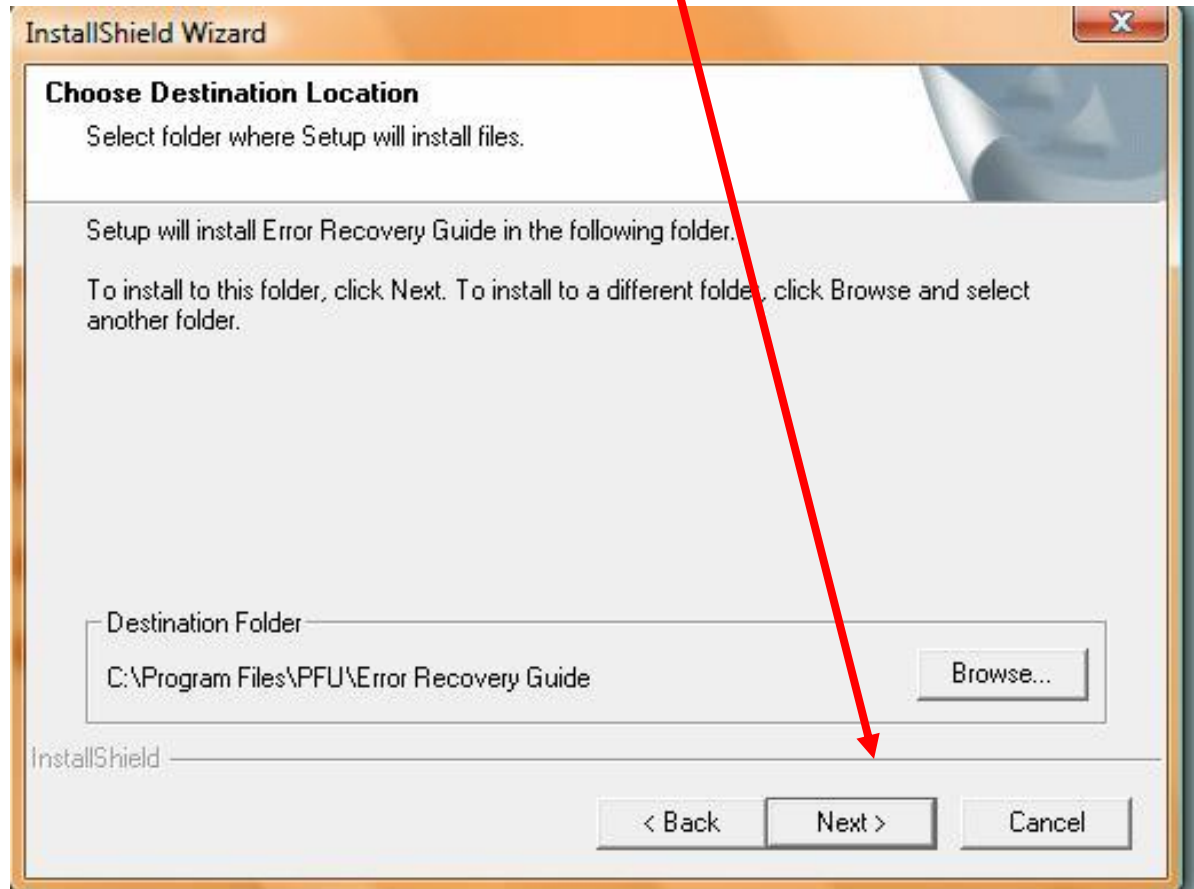 InstallShield Wizard
Choose Destination Location
Select folder where Setup will install files.
Setup will install Error Recovery Guide in the following folder.
To install to this folder, click Next. To install to a different folder, click Browse and select
another folder.
Destination Folder
C:\Program Files\PFU\Error Recovery Guide
Browse...
InstallShield
< Back
Next >
Cancel